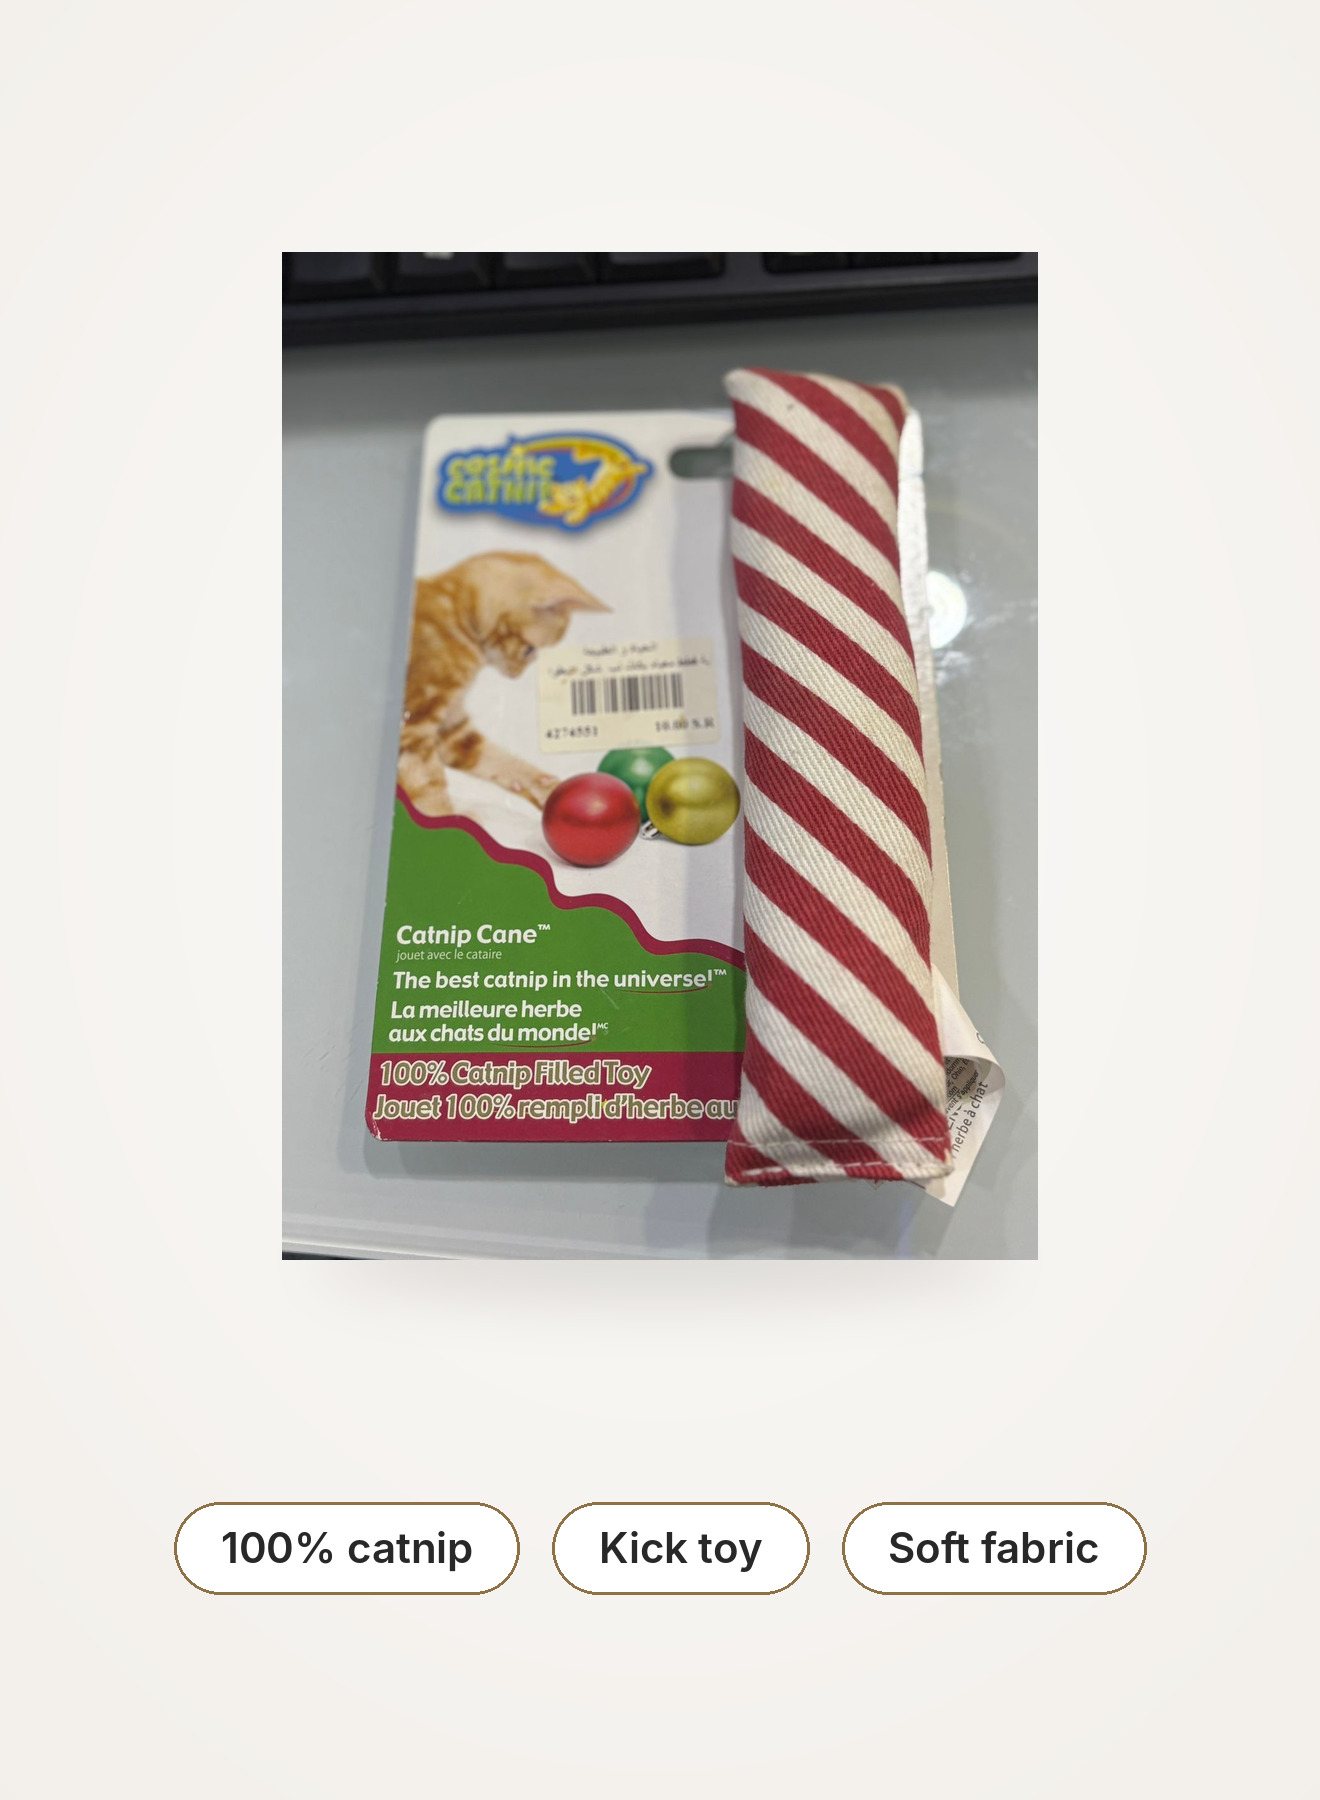 COSMIC
CATNIP
4274551
10.00 S.R
Catnip Cane™
jouet avec le cataire
The best catnip in the universe!™
La meilleure herbe
aux chats du monde!MC
100% Catnip Filled Toy
Jouet 100% rempli d'herbe au
herbe à chat
100% catnip
Kick toy
Soft fabric